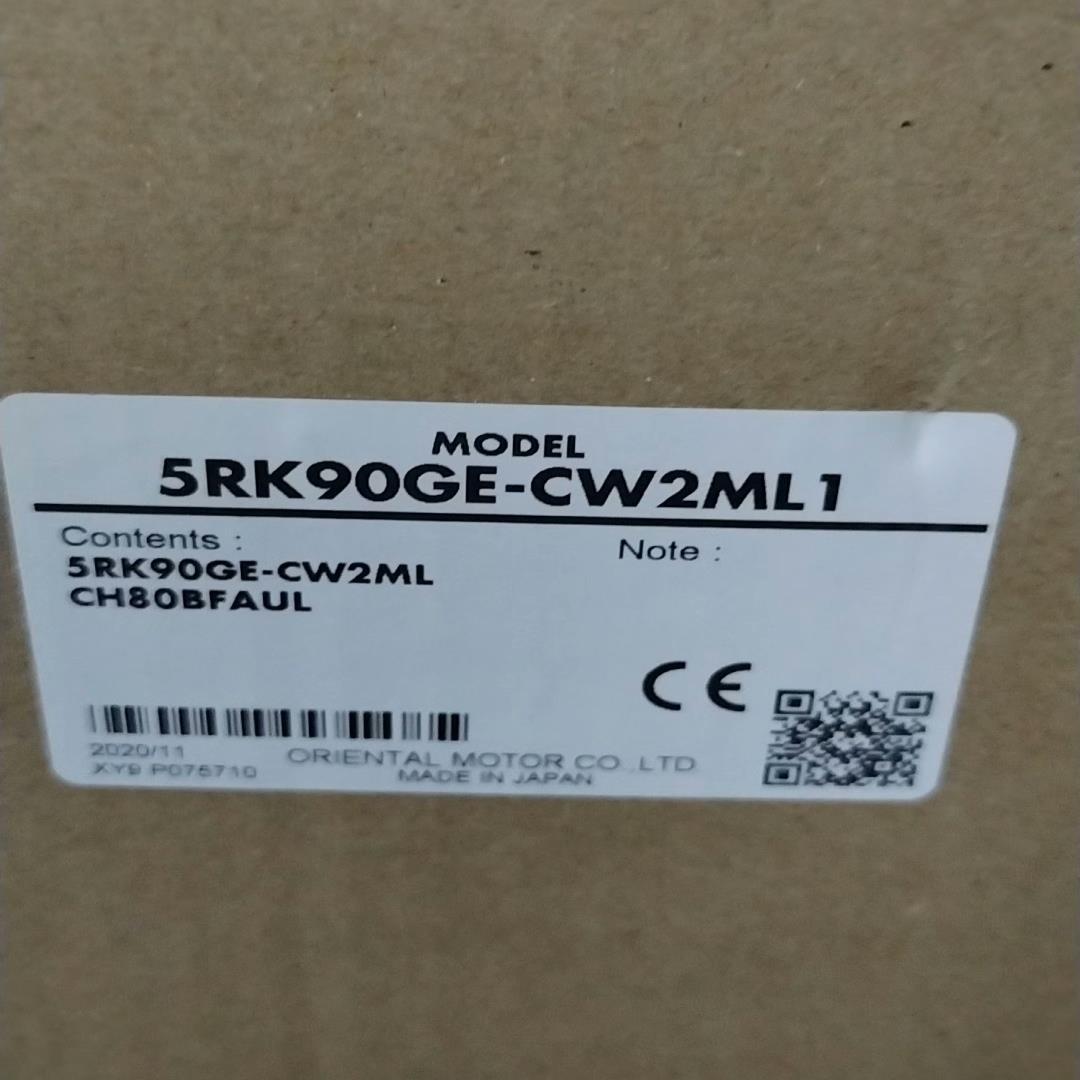 MODEL
5RK90GE-CW2ML1
Contents :
Note :
5RK90GE-CW2ML
CH80BFAUL
CE
2020/11
ORIENTAL MOTOR CO.,LTD.
XY9 P075710
MADE IN JAPAN